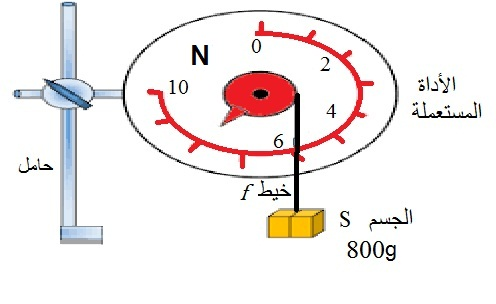 N
0
2
4
6
10
الأداة
المستعملة
حامل
خيط f
الجسم S
800g